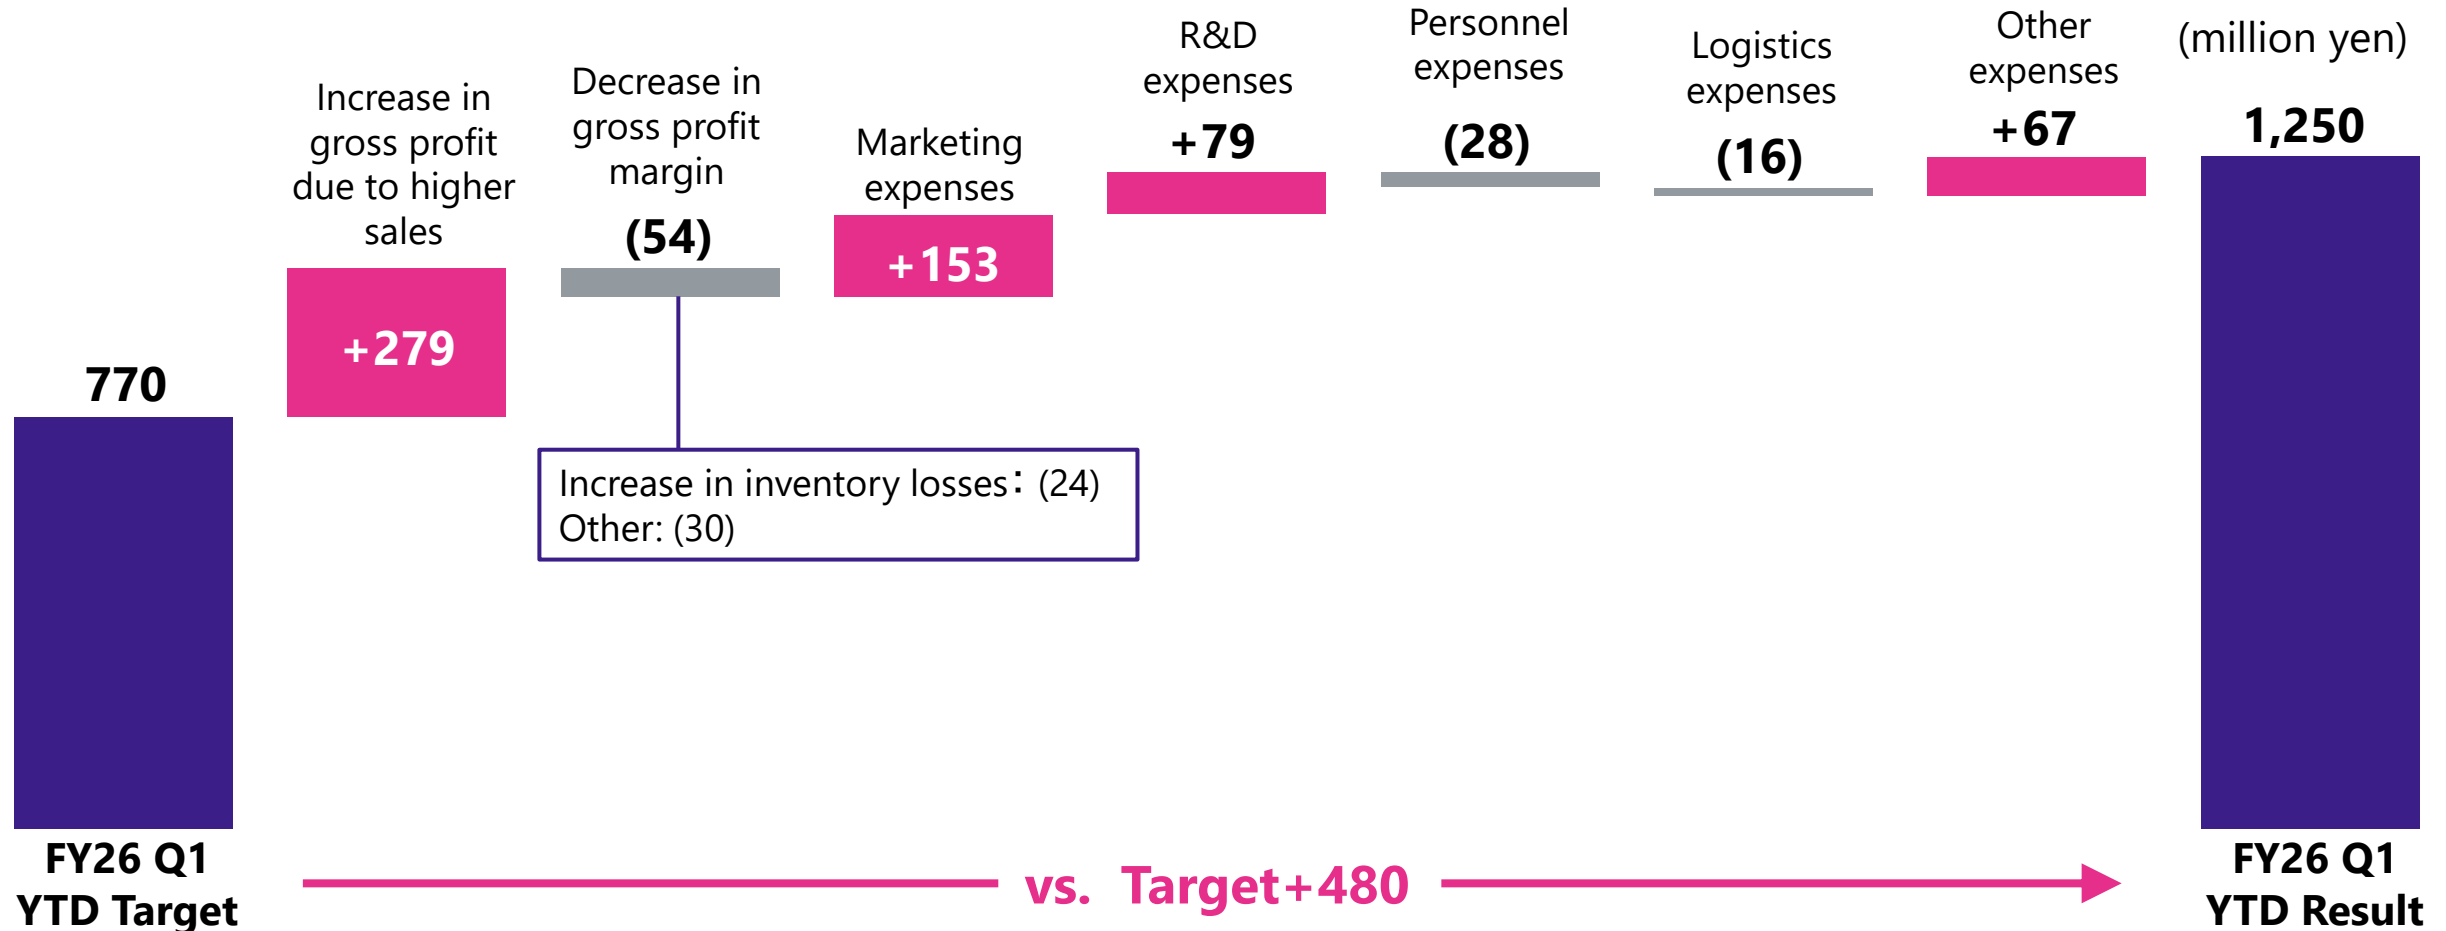 (million yen)
770
Increase in
gross profit
due to higher
sales
+279
Decrease in
gross profit
margin
(54)
Increase in inventory losses：(24)
Other: (30)
Marketing
expenses
+153
R&D
expenses
+79
Personnel
expenses
(28)
Logistics
expenses
(16)
Other
expenses
+67
1,250
FY26 Q1
YTD Target
vs. Target+480
FY26 Q1
YTD Result